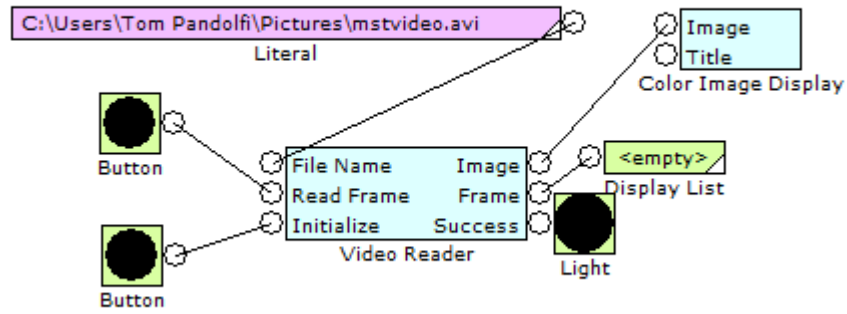 C:\Users\Tom Pandolfi\Pictures\mstvideo.avi
Literal
Image
Title
Color Image Display
Button
File Name Image
Read Frame Frame
Initialize Success
Video Reader
<empty>
Display List
Light
Button